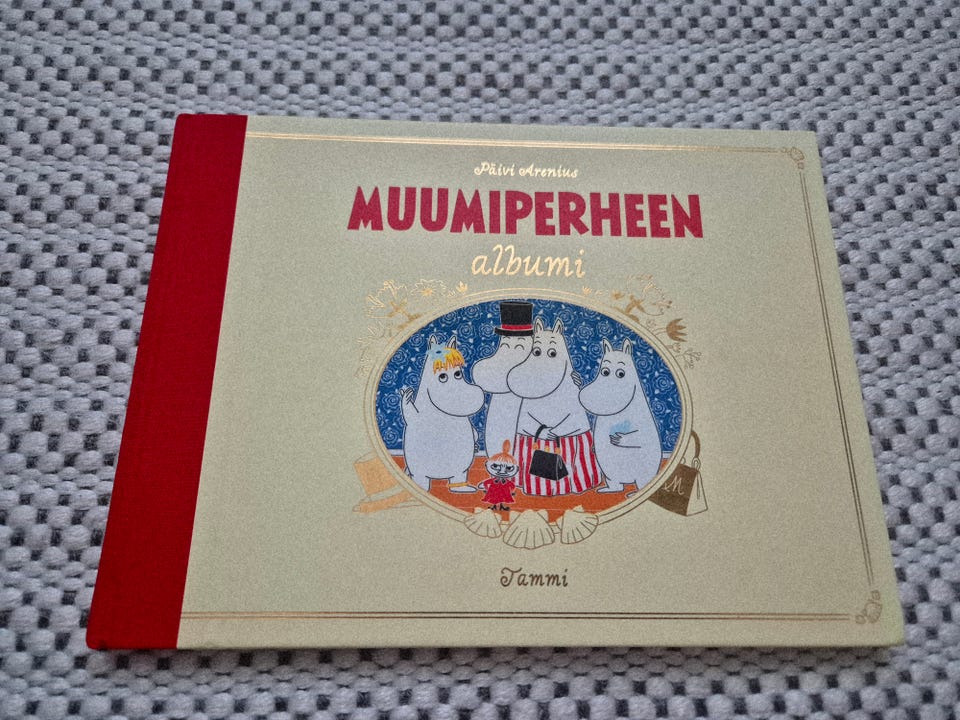 Päivi Arenius
MUUMIPERHEEN
albumi
M
Tammi